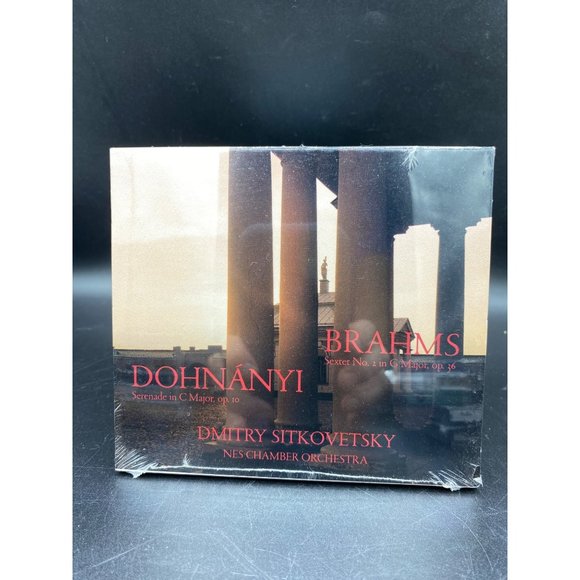 BRAHMS
Sextet No. 2 in G Major, op. 36
DOHNÁNYI
Serenade in C Major, op. 10
DMITRY SITKOVETSKY
NES CHAMBER ORCHESTRA